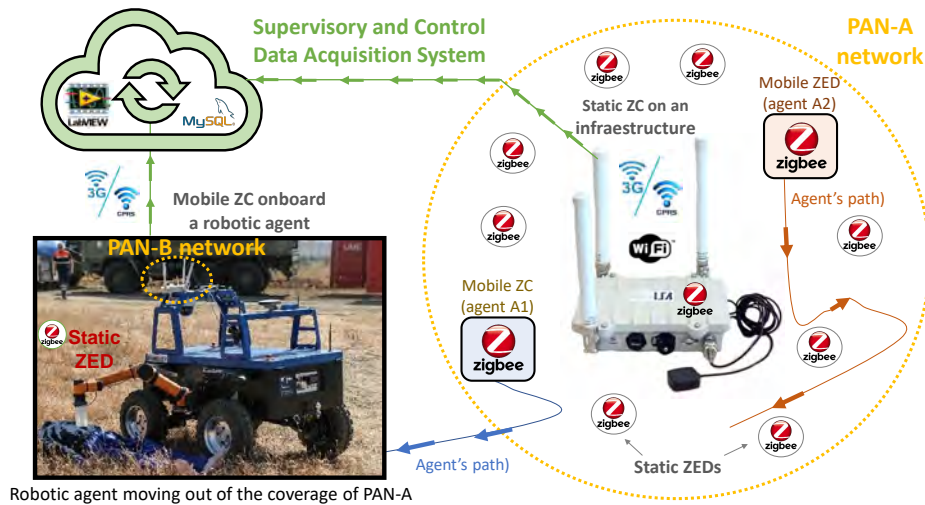 Supervisory and Control
Data Acquisition System
PAN-A
network
LabVIEW
MySQL
3G
GPRS
Mobile ZC onboard
a robotic agent
PAN-B network
zigbee
Static
ZED
Robotic agent moving out of the coverage of PAN-A
zigbee
zigbee
Static ZC on an
infraestructure
Mobile ZED
(agent A2)
zigbee
zigbee
3G
GPRS
Agent's path)
zigbee
zigbee
WiFi
Mobile ZC
(agent A1)
zigbee
LSA
zigbee
zigbee
zigbee
zigbee
Agent's path)
Static ZEDs